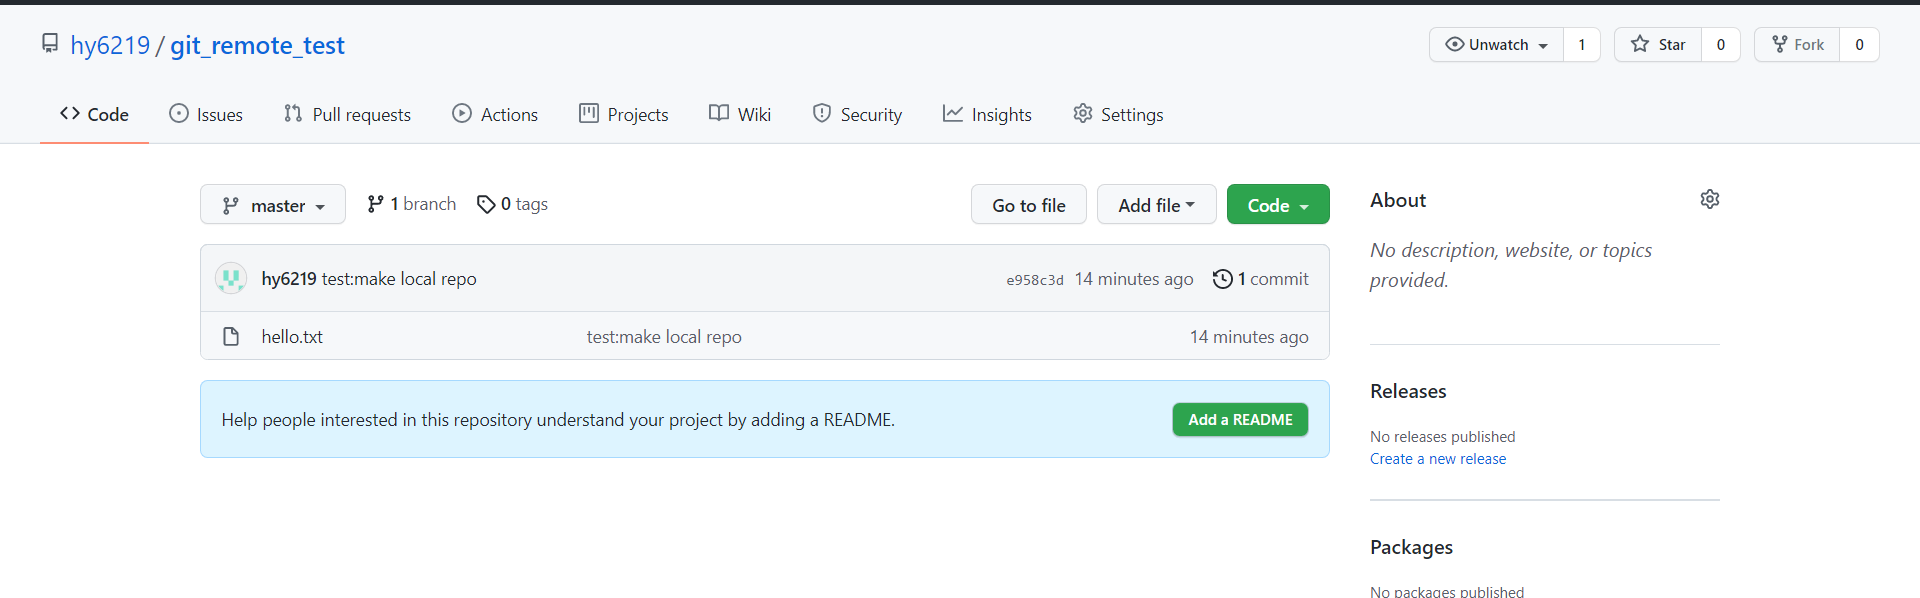 hy6219 / git_remote_test
Unwatch 1 Star 0 Fork 0
Code Issues Pull requests Actions Projects Wiki Security Insights Settings
master 1 branch 0 tags Go to file Add file Code
hy6219 test:make local repo e958c3d 14 minutes ago 1 commit
hello.txt test:make local repo 14 minutes ago
Help people interested in this repository understand your project by adding a README. Add a README
About
No description, website, or topics
provided.
Releases
No releases published
Create a new release
Packages
No packages published